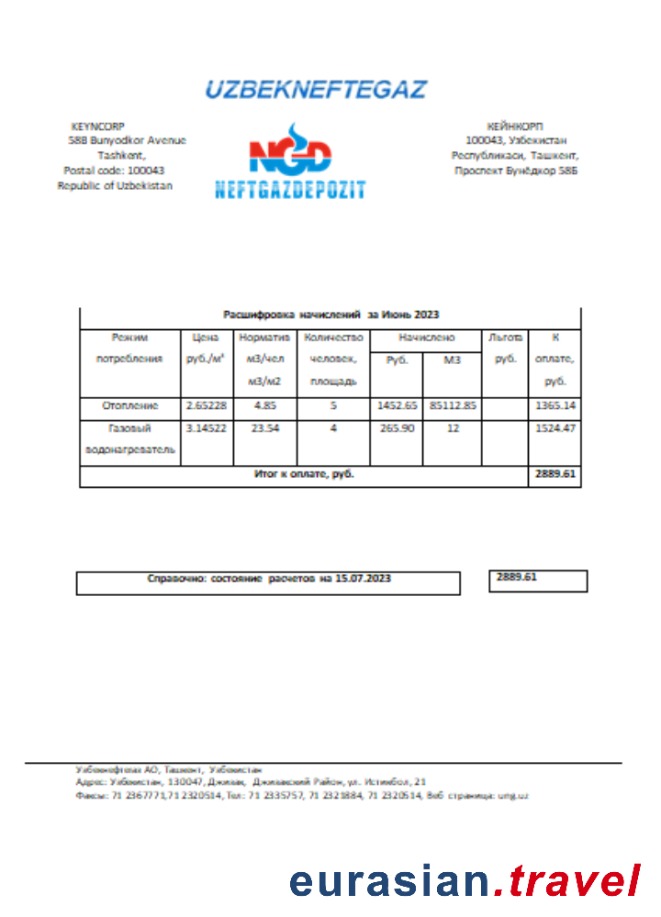 UZBEKNEFTEGAZ
KEYNCORP
58B Bunyodkor Avenue
Tashkent,
Postal code: 100043
Republic of Uzbekistan
NGD
NEFTGAZDEPOZIT
КЕЙНКОРП
100043, Узбекистан
Республикаси, Ташкент,
Проспект Бунёдкор 58Б
Расшифровка начислений за Июнь 2023
Режим потребления Цена руб./м³ Норматив м3/чел м3/м2 Количество человек, площадь Начислено Руб. М3 Льгота руб. К оплате, руб.
Отопление 2.65228 4.85 5 1452.65 85112.85 1365.14
Газовый водонагреватель 3.14522 23.54 4 265.90 12 1524.47
Итог к оплате, руб. 2889.61
Справочно: состояние расчетов на 15.07.2023 2889.61
Узбекнефтегаз АО, Ташкент, Узбекистан
Адрес: Узбекистан, 130047, Джизак, Джизакский Район, ул. Истикбол, 21
Факсы: 71 2367771,71 2320514, Тел: 71 2335757, 71 2321884, 71 2320514, Веб страница: ung.uz
eurasian.travel